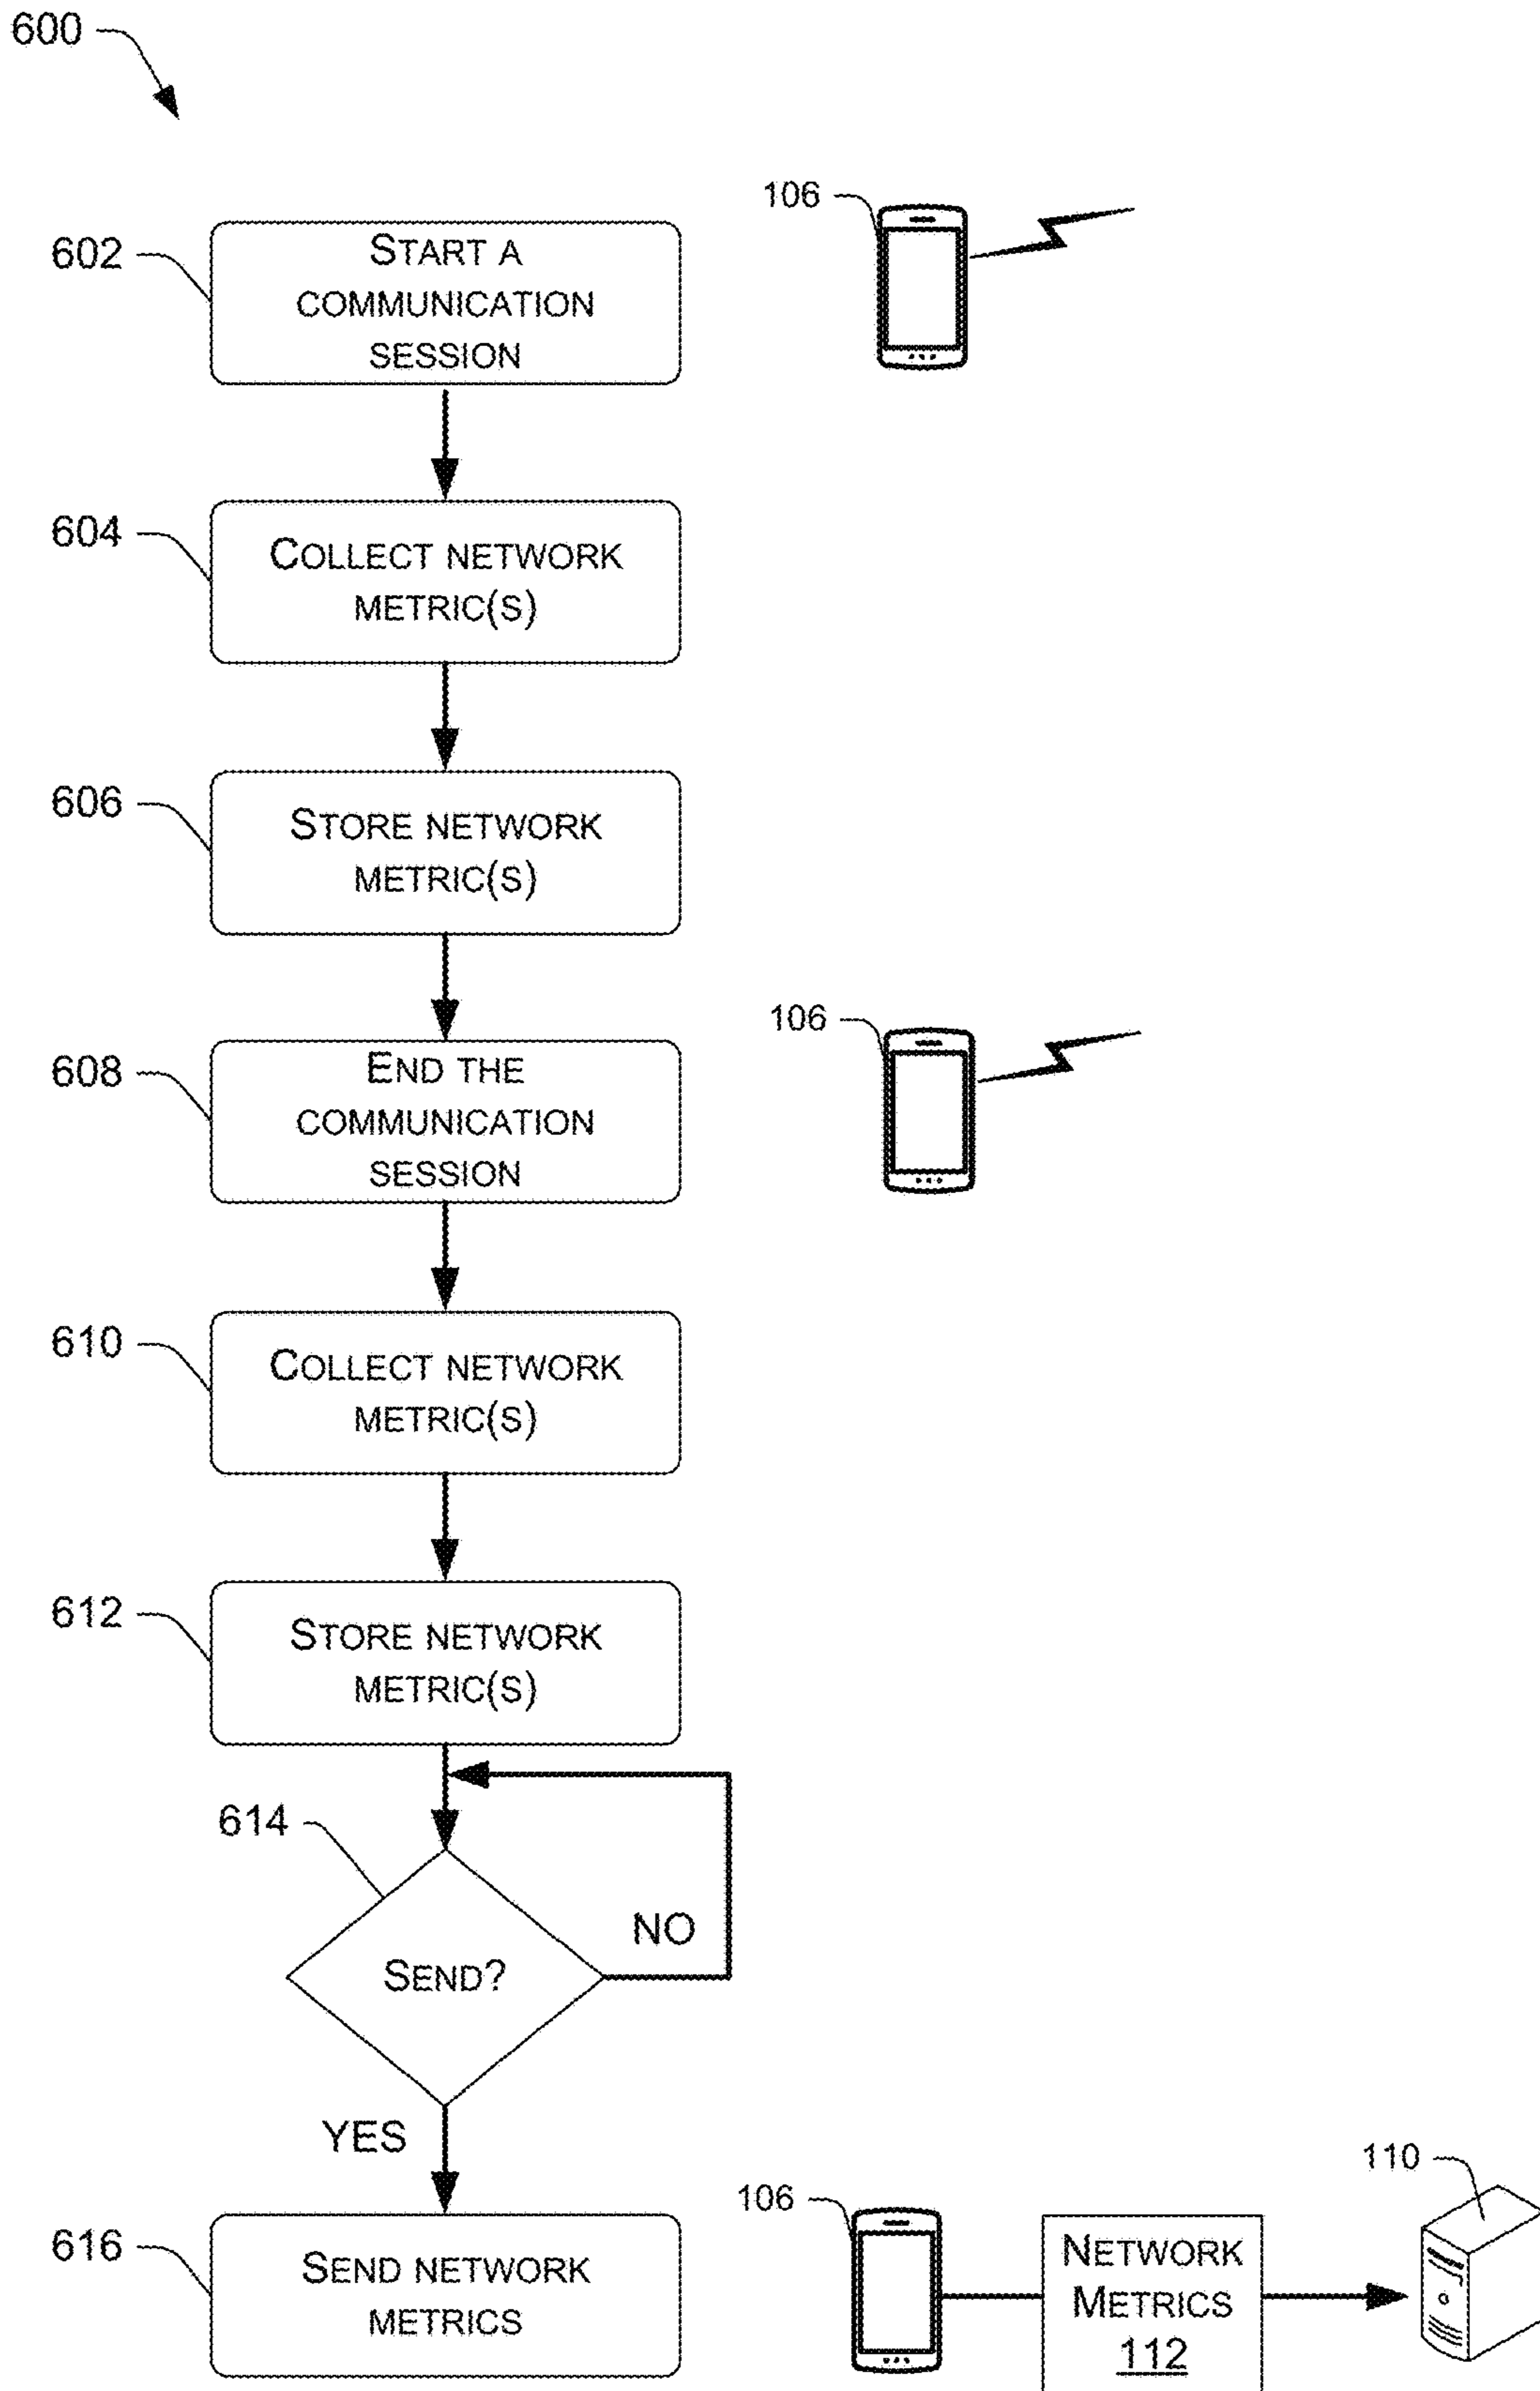 600
602
START A
COMMUNICATION
SESSION
106
604
COLLECT NETWORK
METRIC(S)
606
STORE NETWORK
METRIC(S)
608
END THE
COMMUNICATION
SESSION
106
610
COLLECT NETWORK
METRIC(S)
612
STORE NETWORK
METRIC(S)
614
SEND?
NO
YES
616
SEND NETWORK
METRICS
106
NETWORK
METRICS
112
110